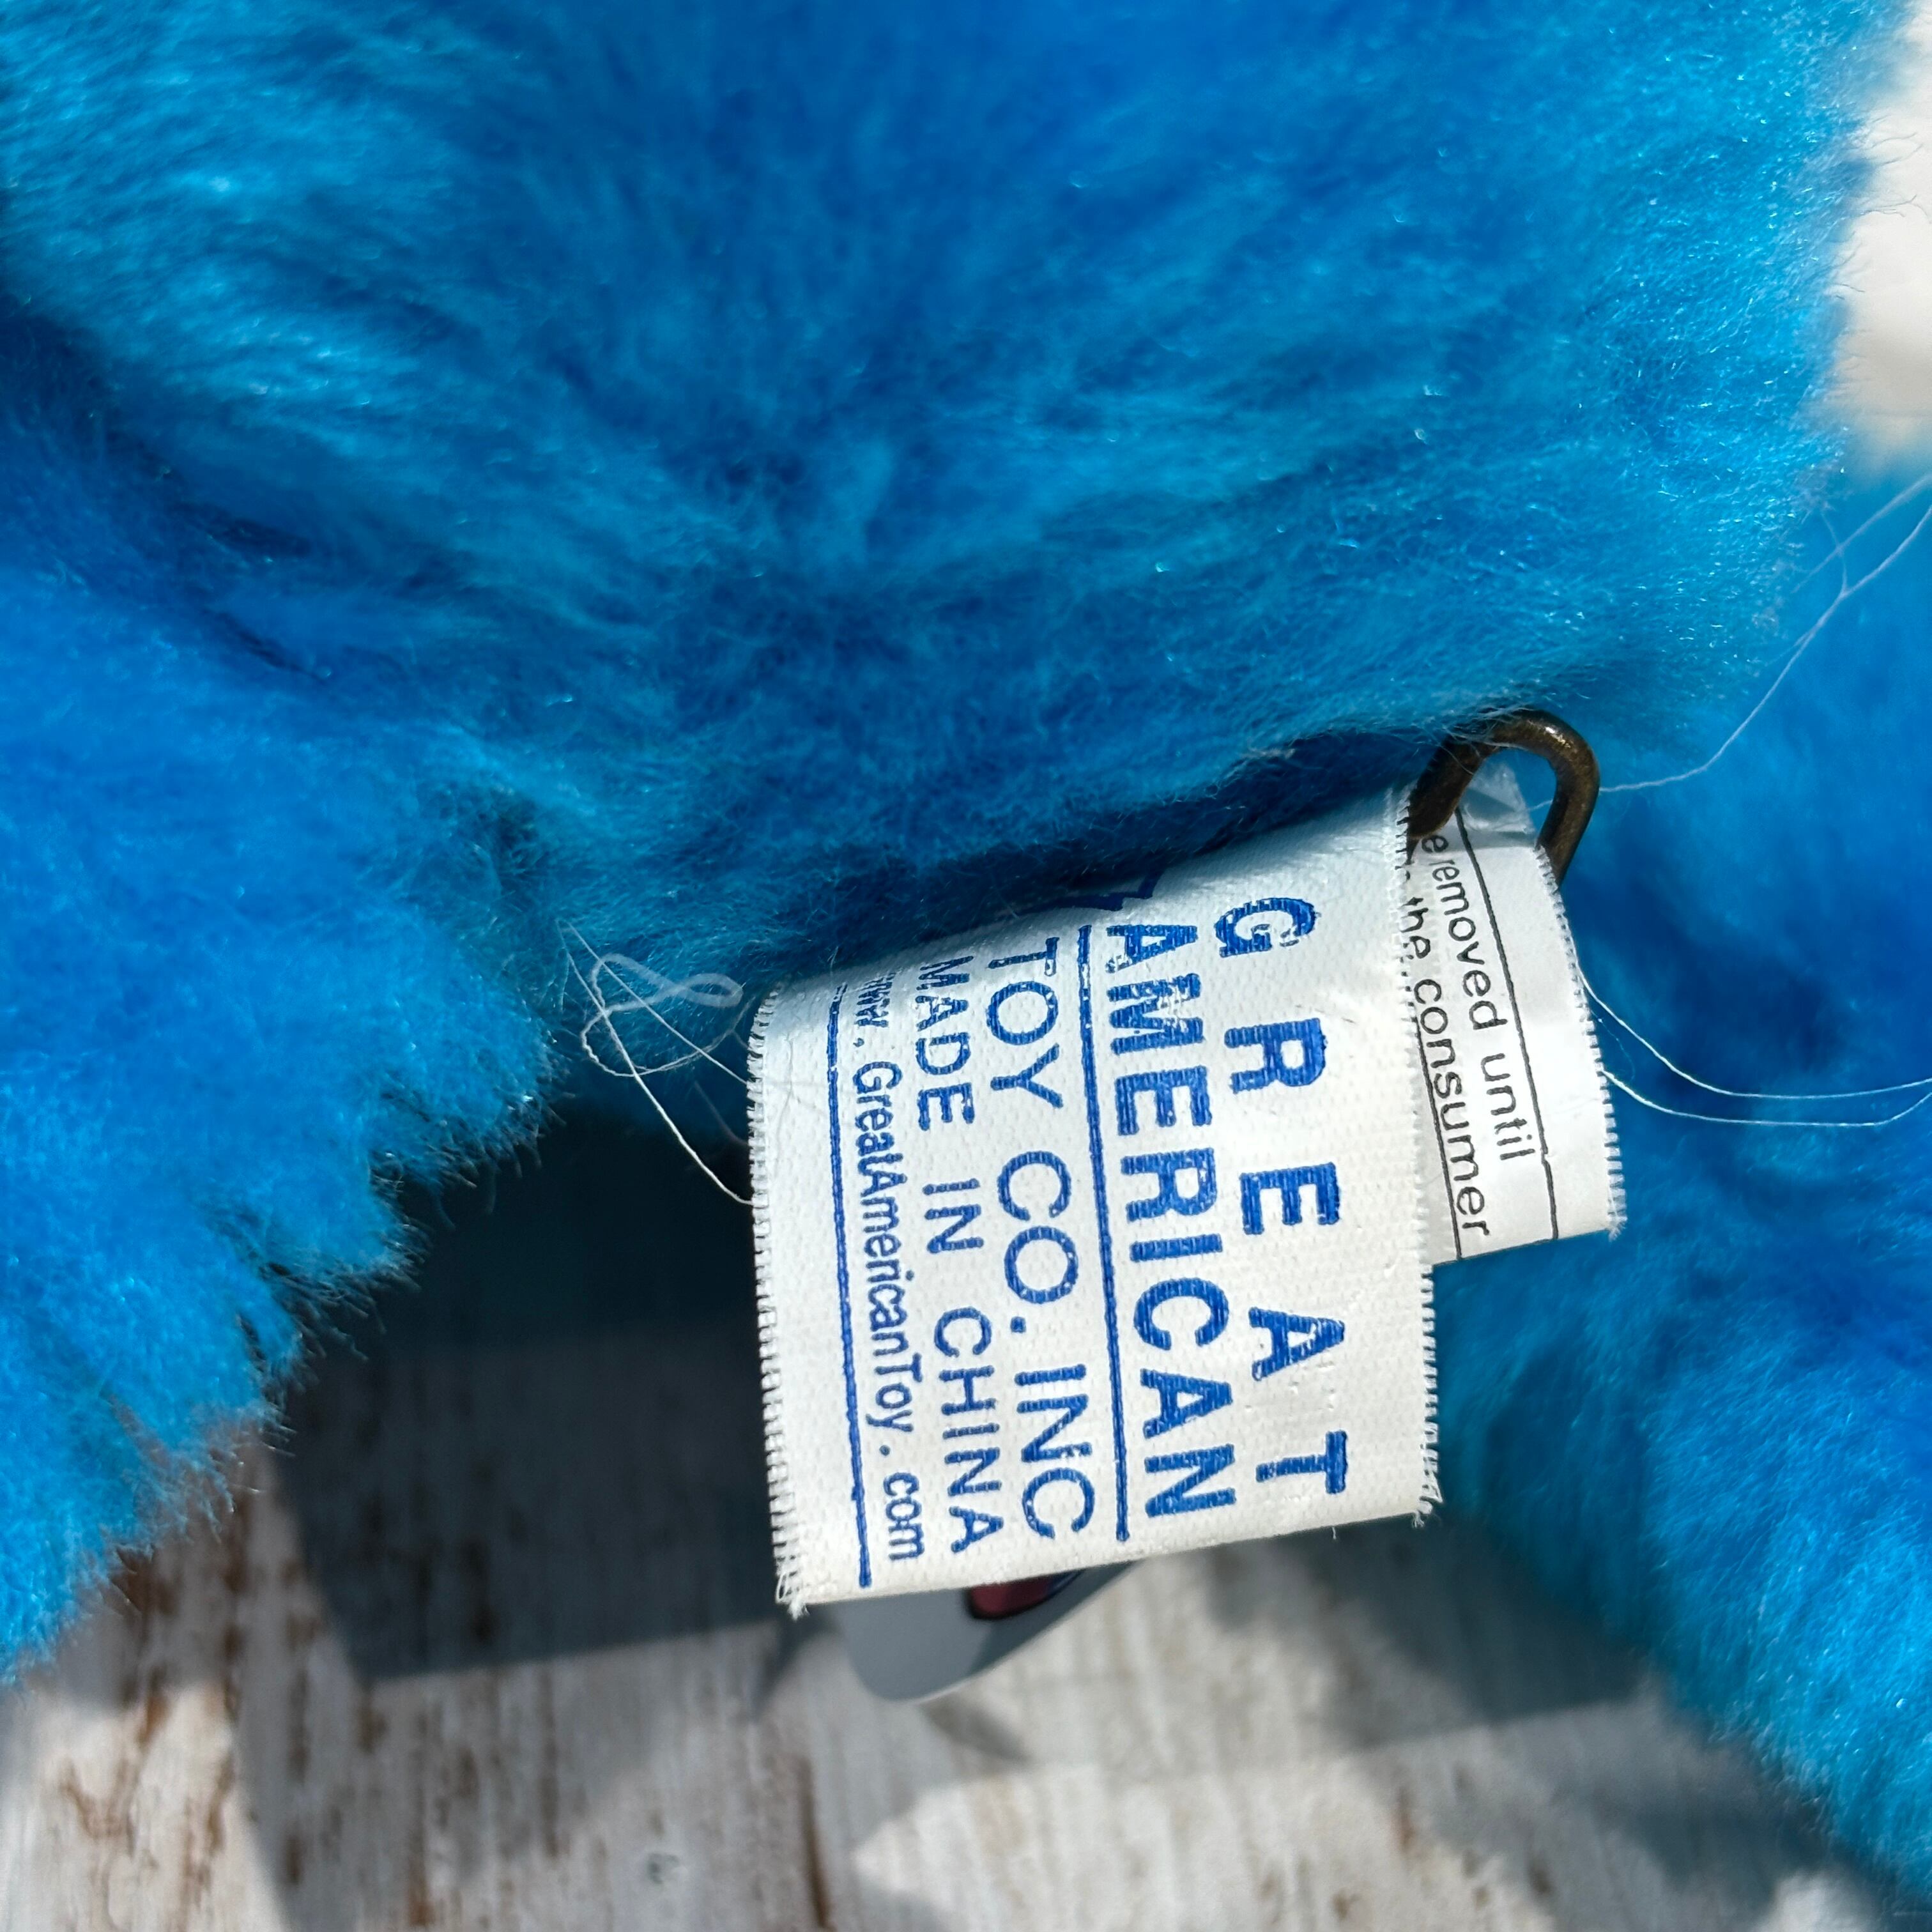 GREAT
AMERICAN
TOY CO. INC
MADE IN CHINA
www.GreatAmericanToy.com
removed until
the consumer